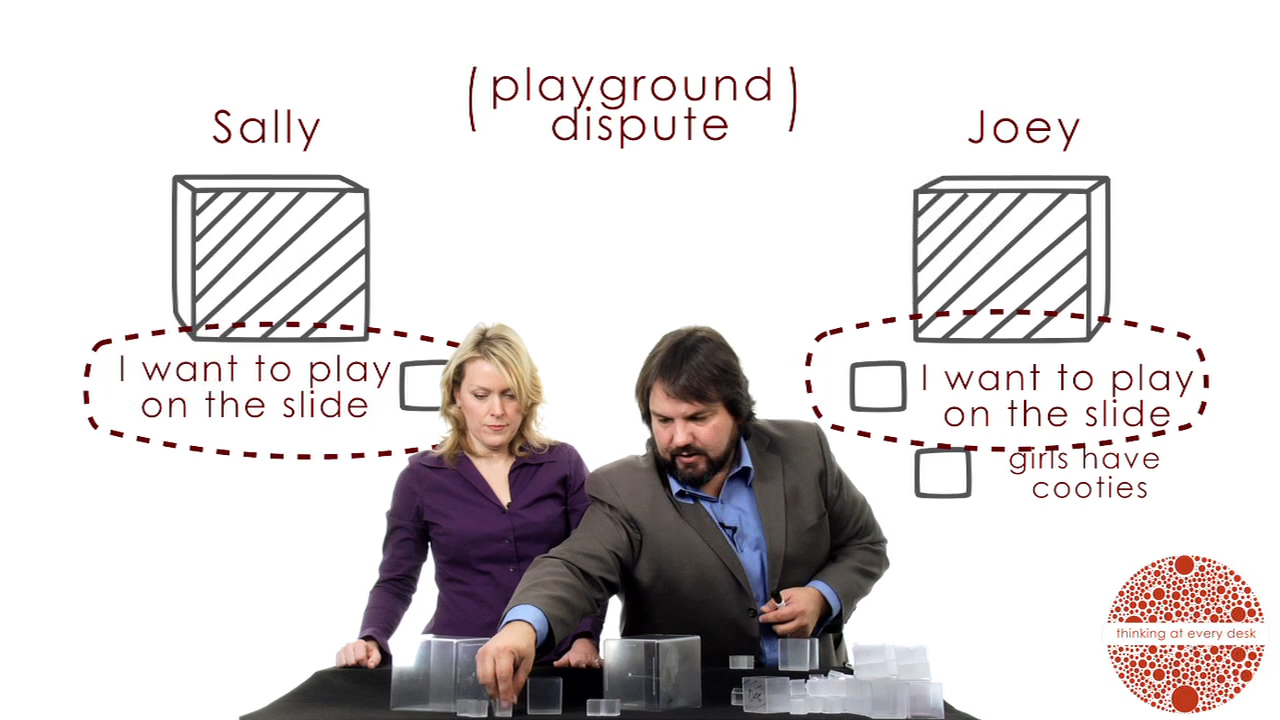 ( playground
dispute )
Sally
Joey
I want to play
on the slide
I want to play
on the slide
girls have
cooties
thinking at every desk